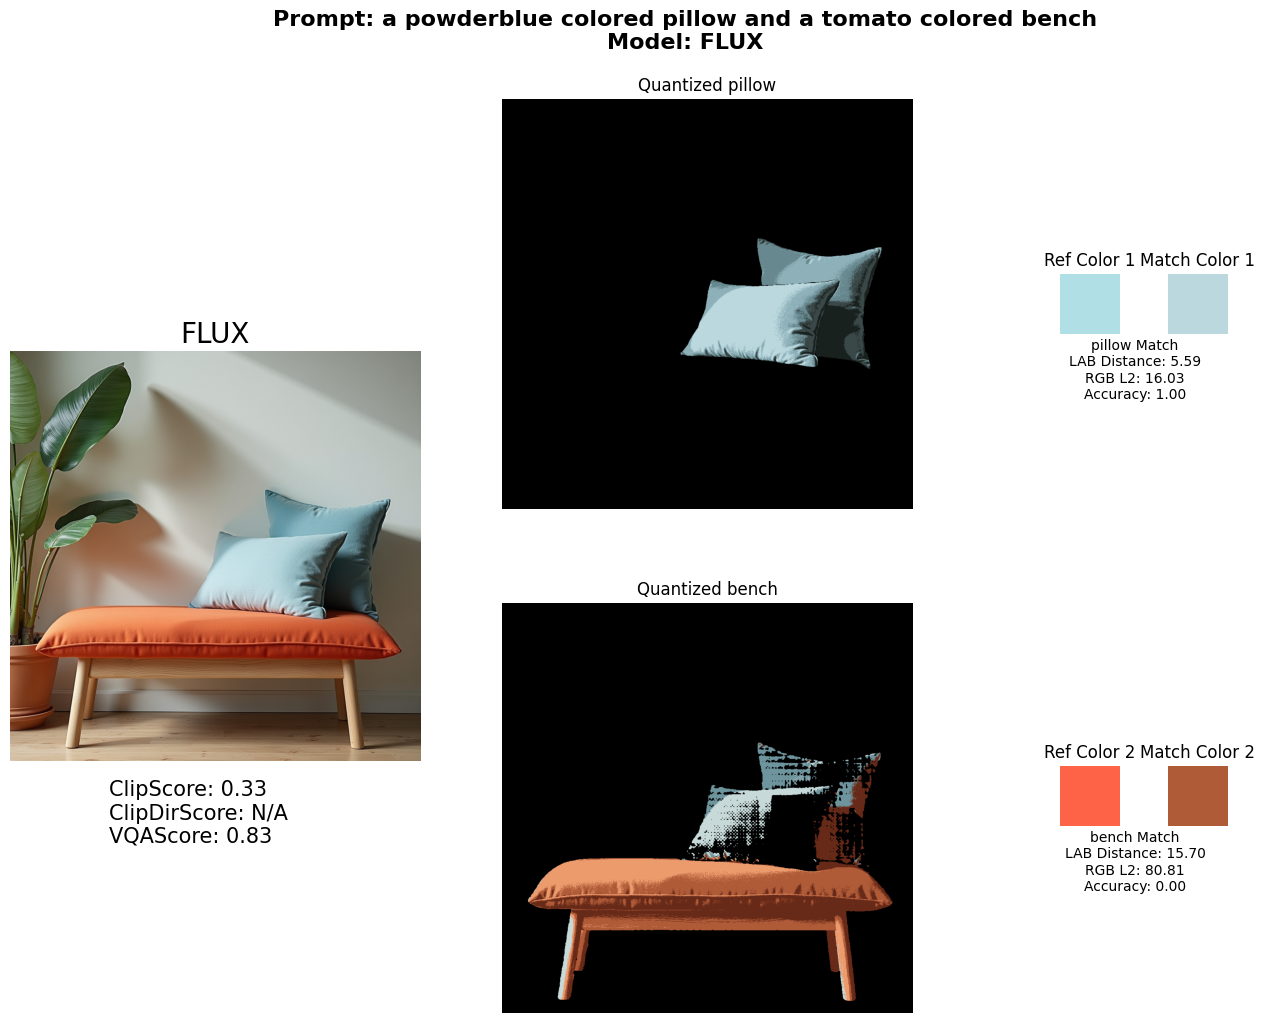 Prompt: a powderblue colored pillow and a tomato colored bench
Model: FLUX
Quantized pillow
Ref Color 1 Match Color 1
pillow Match
LAB Distance: 5.59
RGB L2: 16.03
Accuracy: 1.00
FLUX
ClipScore: 0.33
ClipDirScore: N/A
VQAScore: 0.83
Quantized bench
Ref Color 2 Match Color 2
bench Match
LAB Distance: 15.70
RGB L2: 80.81
Accuracy: 0.00